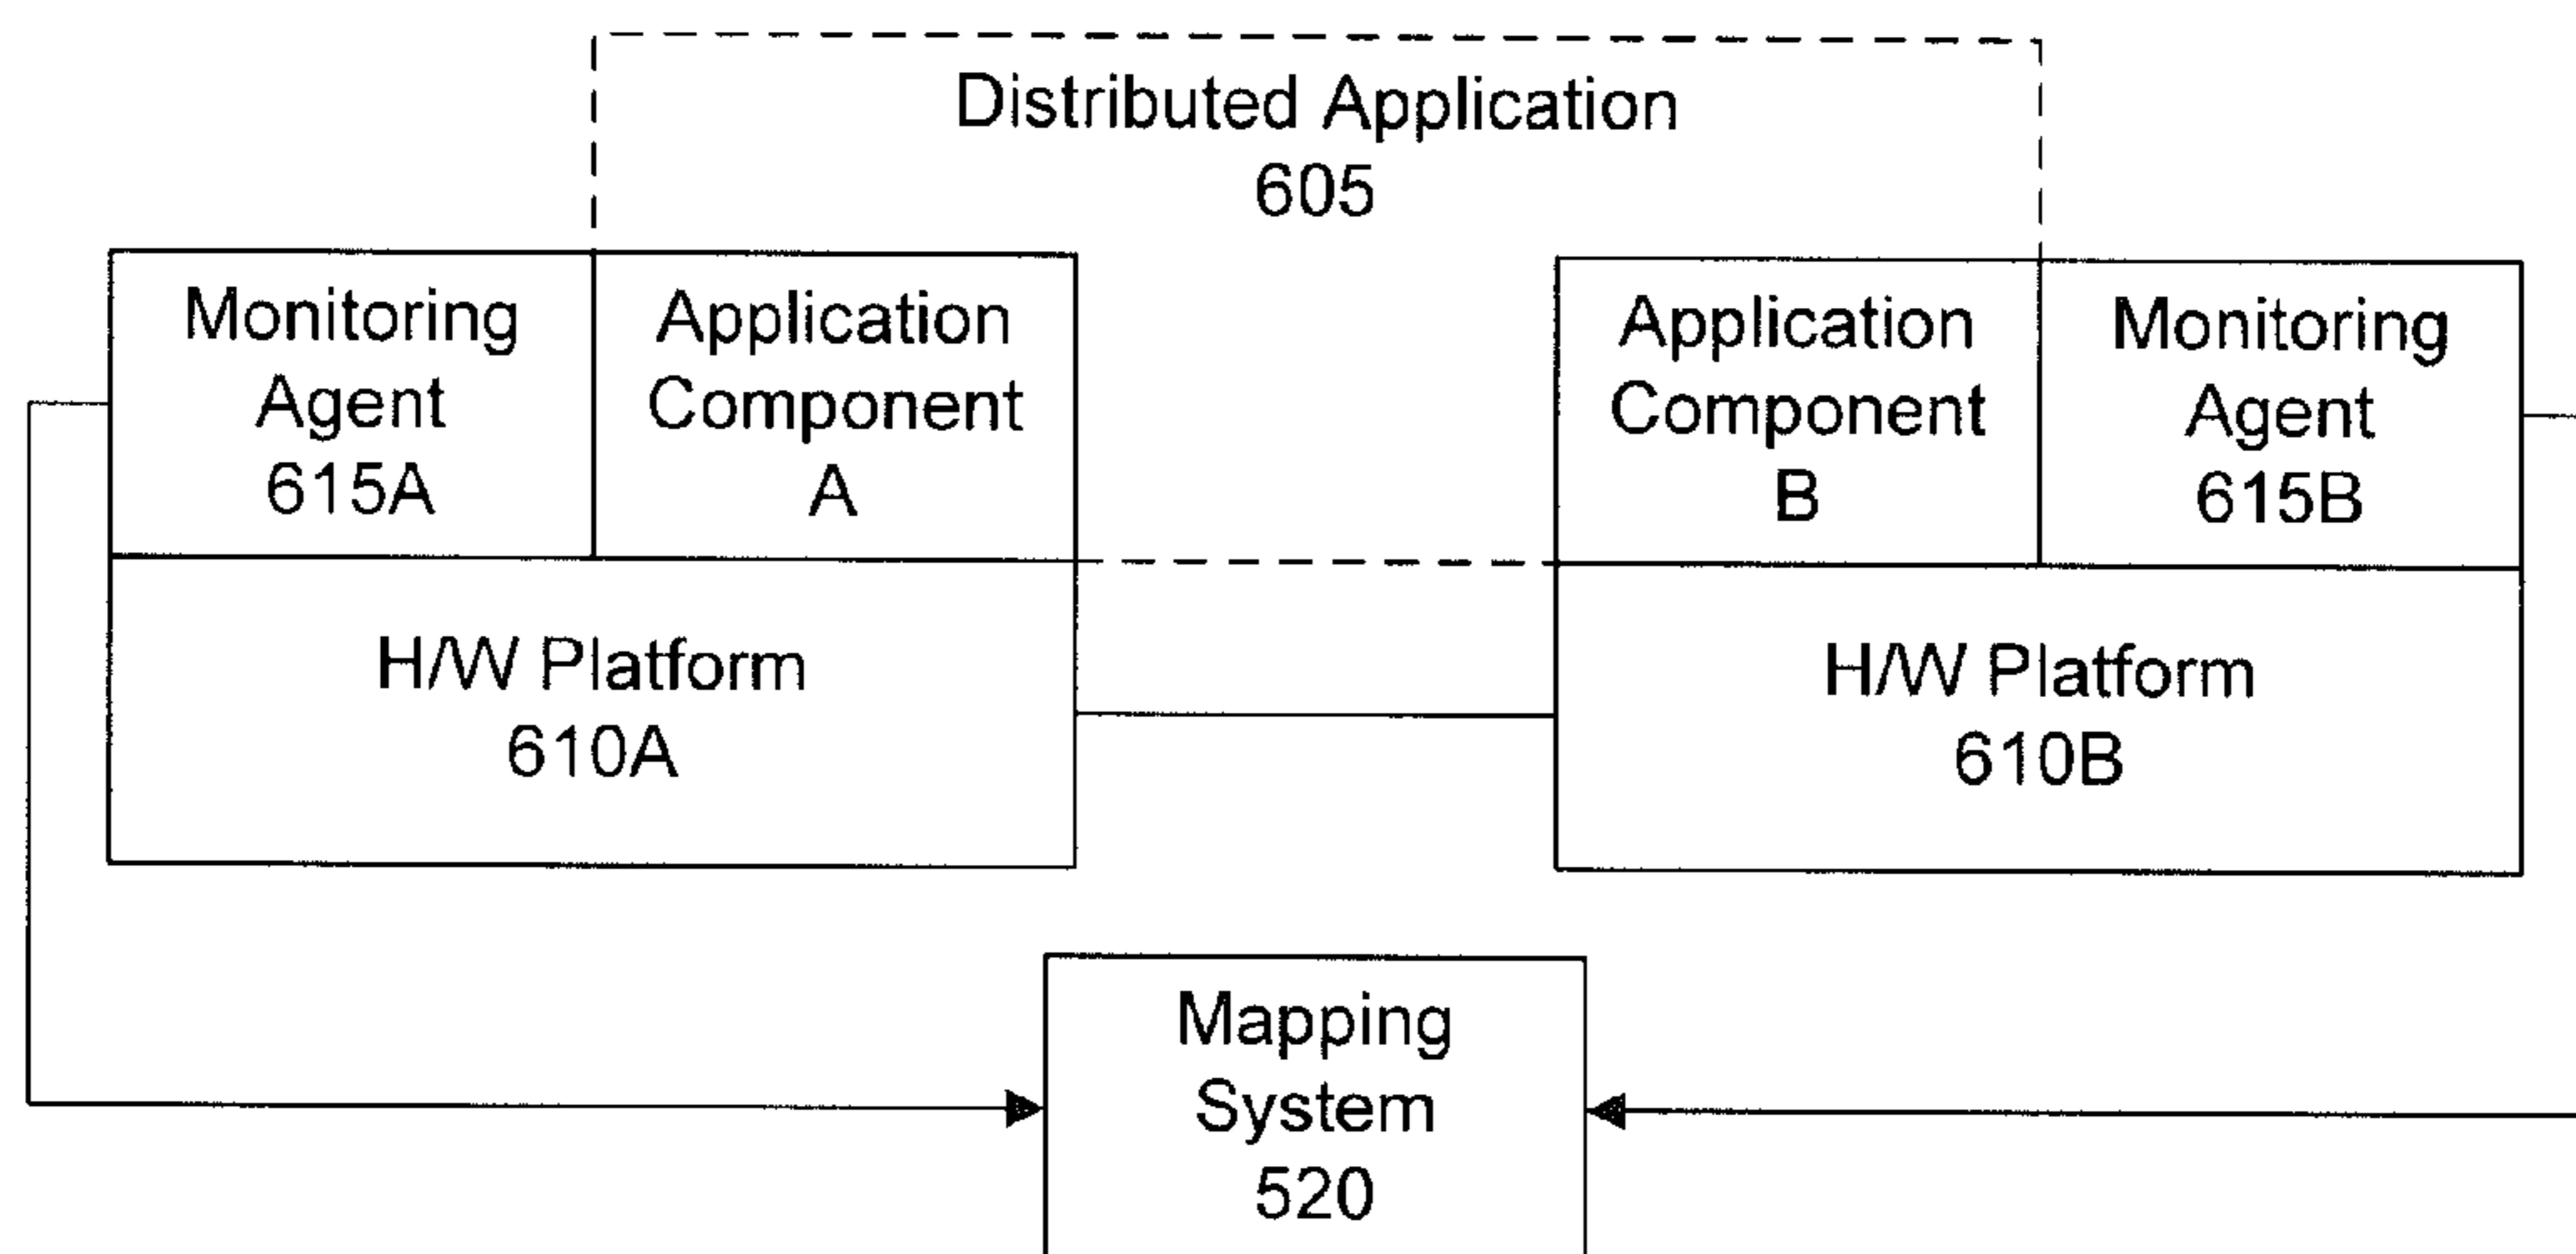 Distributed Application
605
Monitoring
Agent
615A
Application
Component
A
Application
Component
B
Monitoring
Agent
615B
H/W Platform
610A
H/W Platform
610B
Mapping
System
520